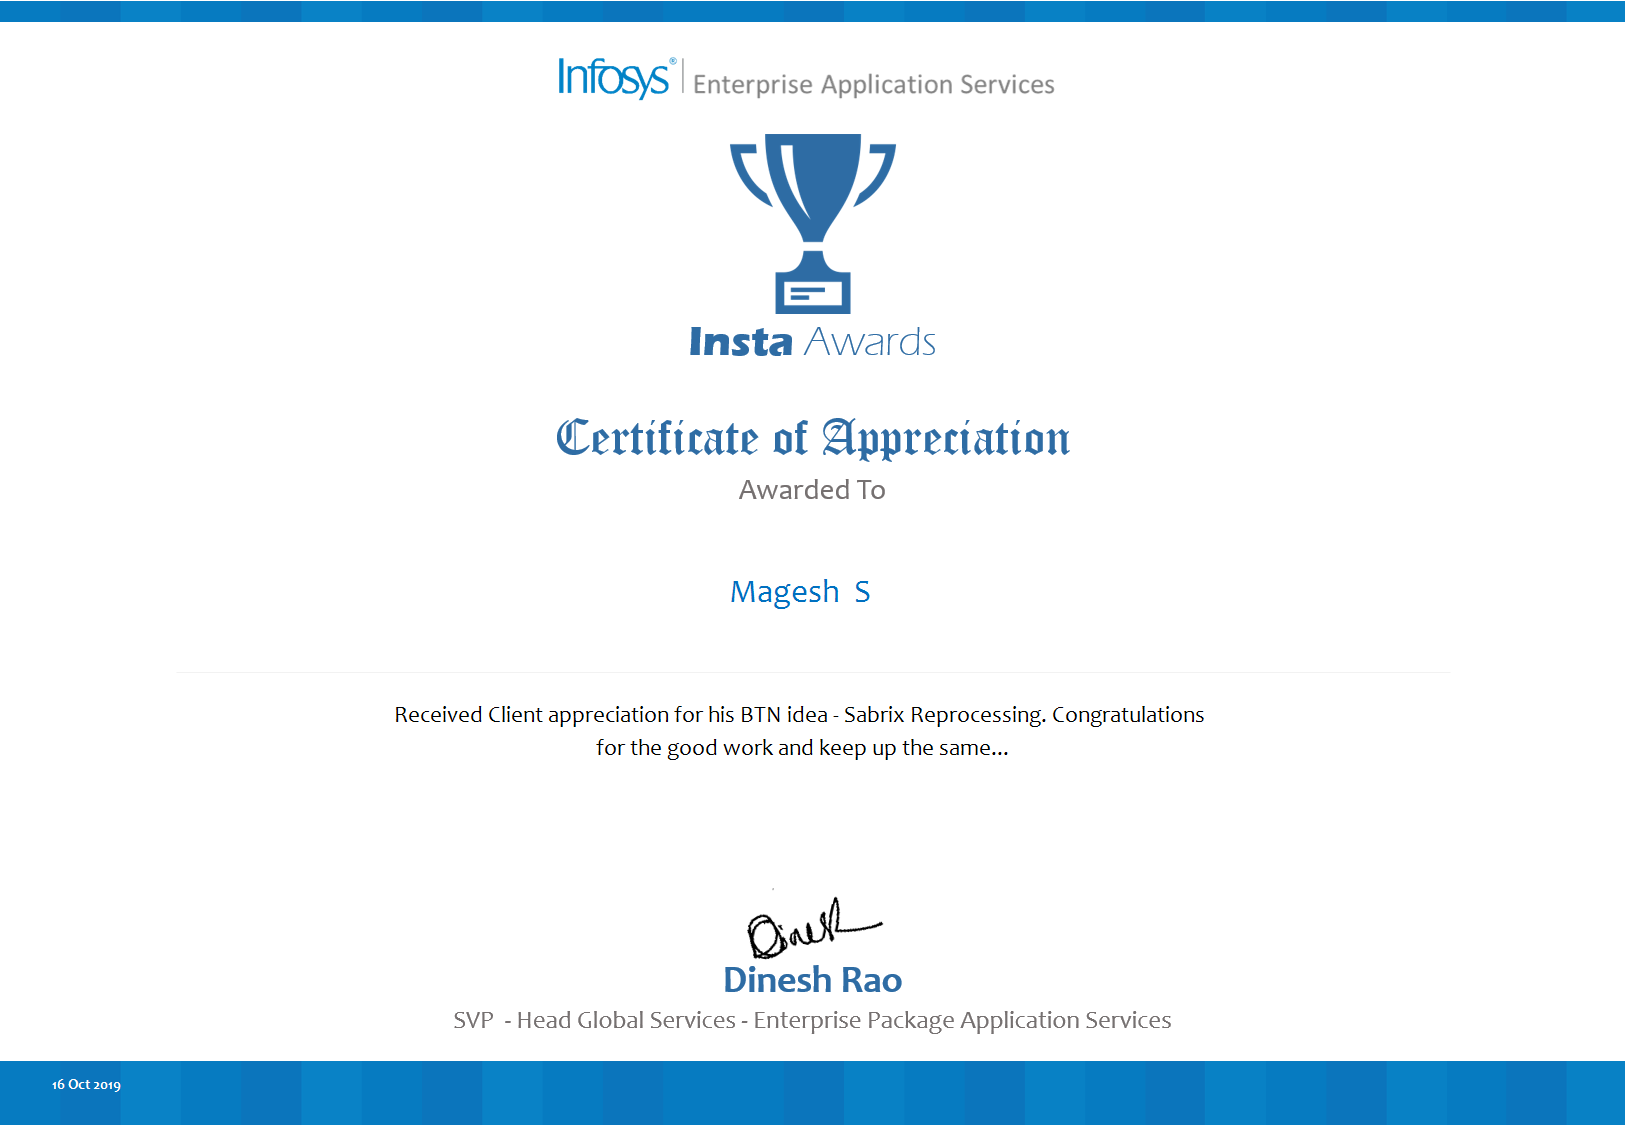 Infosys® | Enterprise Application Services
Insta Awards
Certificate of Appreciation
Awarded To
Magesh S
Received Client appreciation for his BTN idea - Sabrix Reprocessing. Congratulations
for the good work and keep up the same...
Dinesh
Dinesh Rao
SVP - Head Global Services - Enterprise Package Application Services
16 Oct 2019